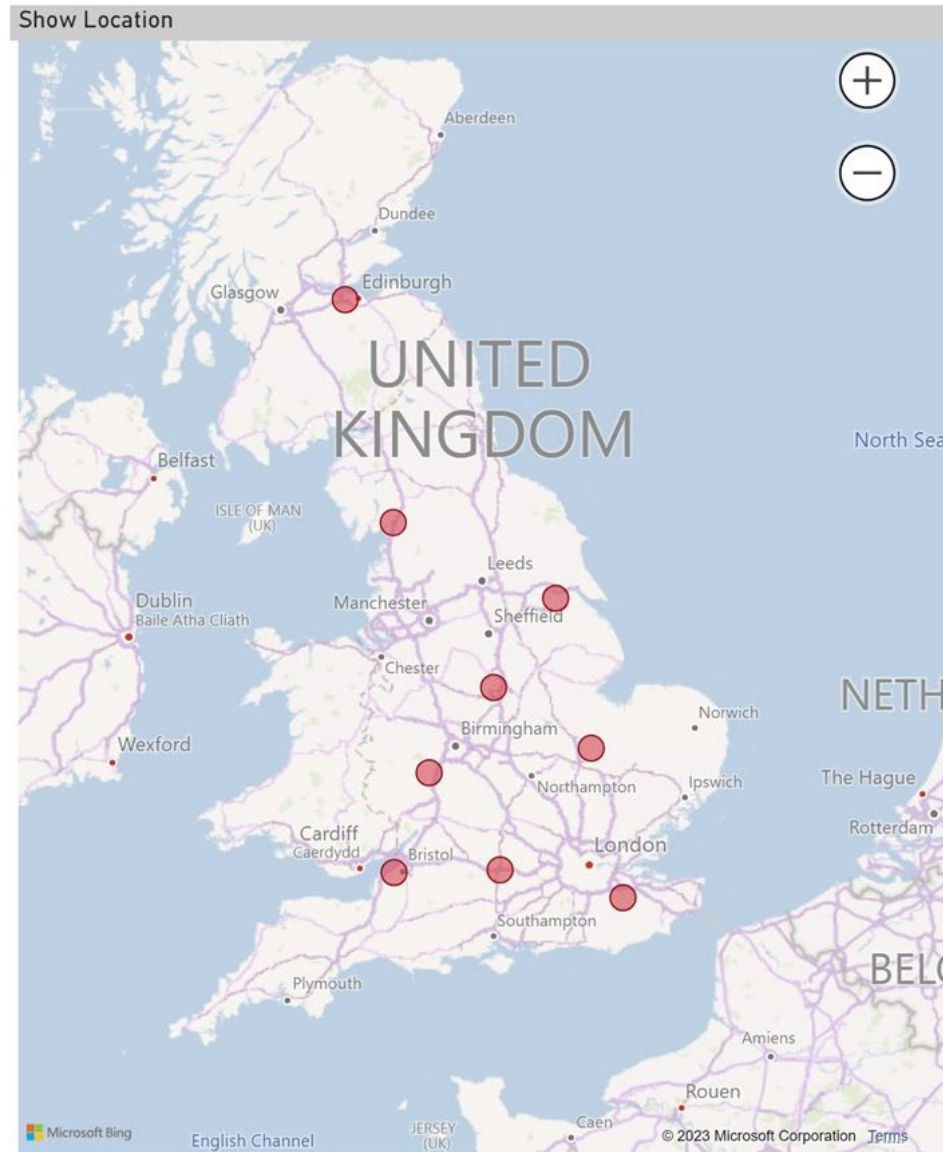 Show Location
Aberdeen
Dundee
Edinburgh
Glasgow
UNITED
KINGDOM
North Sea
Belfast
ISLE OF MAN
(UK)
Leeds
Dublin
Baile Atha Cliath
Manchester
Sheffield
Chester
NETH
Norwich
Birmingham
Wexford
Northampton
Ipswich
The Hague
Rotterdam
Cardiff
Caerdydd
Bristol
London
Southampton
BELG
Plymouth
Amiens
Rouen
Caen
JERSEY
(UK)
English Channel
Microsoft Bing
© 2023 Microsoft Corporation Terms